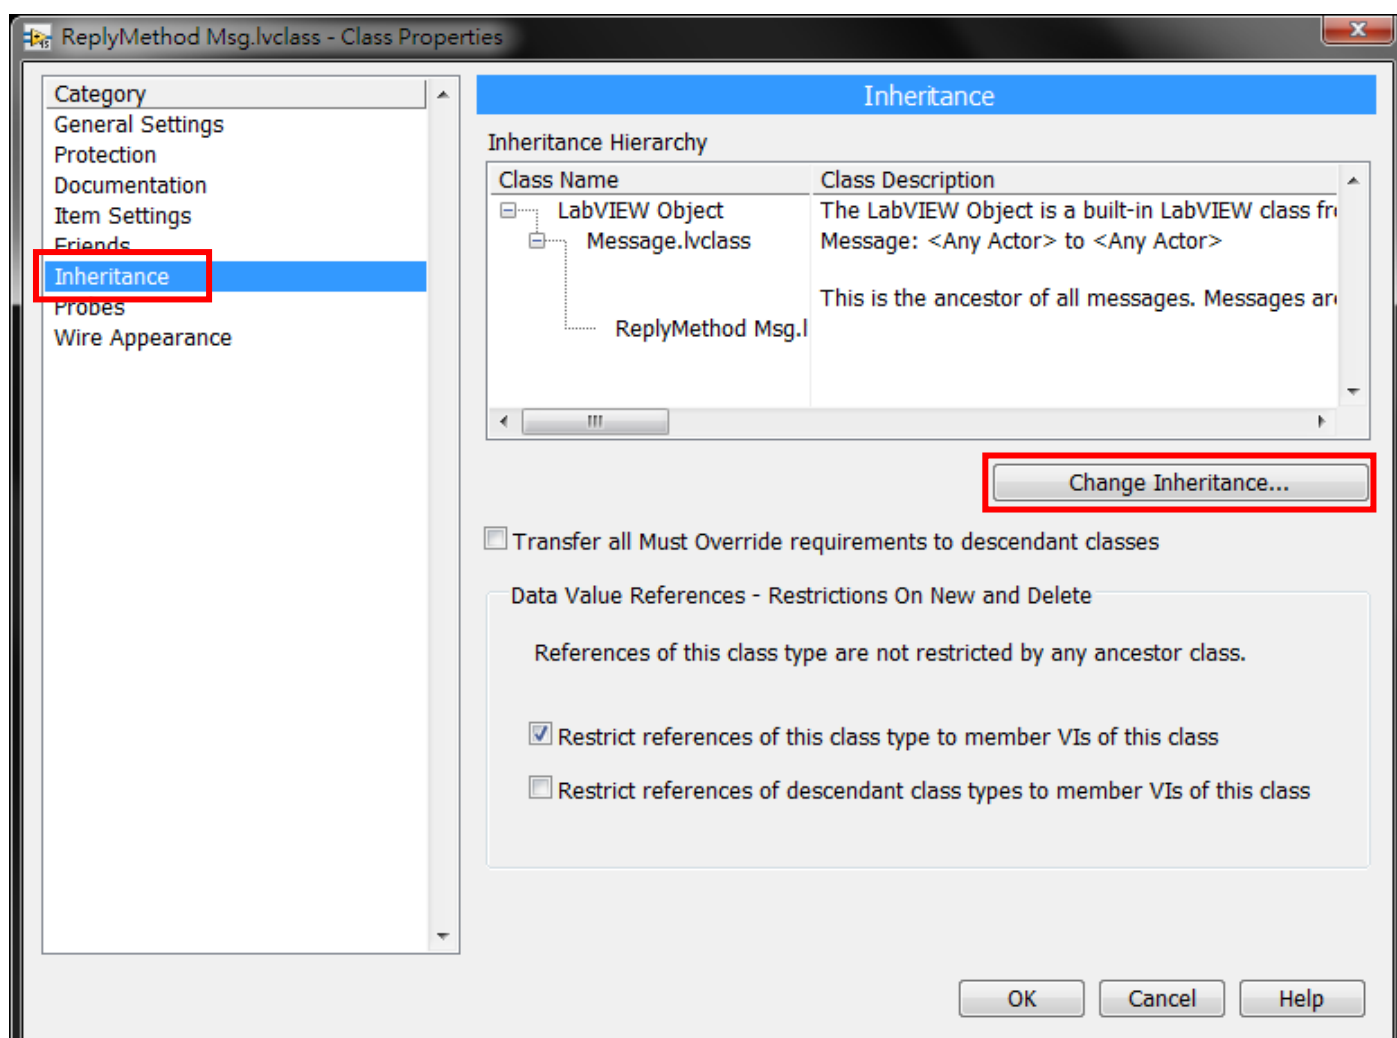 ReplyMethod Msg.lvclass - Class Properties
Category
General Settings
Protection
Documentation
Item Settings
Friends
Inheritance
Probes
Wire Appearance
Inheritance
Inheritance Hierarchy
Class Name Class Description
LabVIEW Object The LabVIEW Object is a built-in LabVIEW class fr
Message.lvclass Message: <Any Actor> to <Any Actor>
This is the ancestor of all messages. Messages ar
ReplyMethod Msg.l
Change Inheritance...
Transfer all Must Override requirements to descendant classes
Data Value References - Restrictions On New and Delete
References of this class type are not restricted by any ancestor class.
Restrict references of this class type to member VIs of this class
Restrict references of descendant class types to member VIs of this class
OK Cancel Help